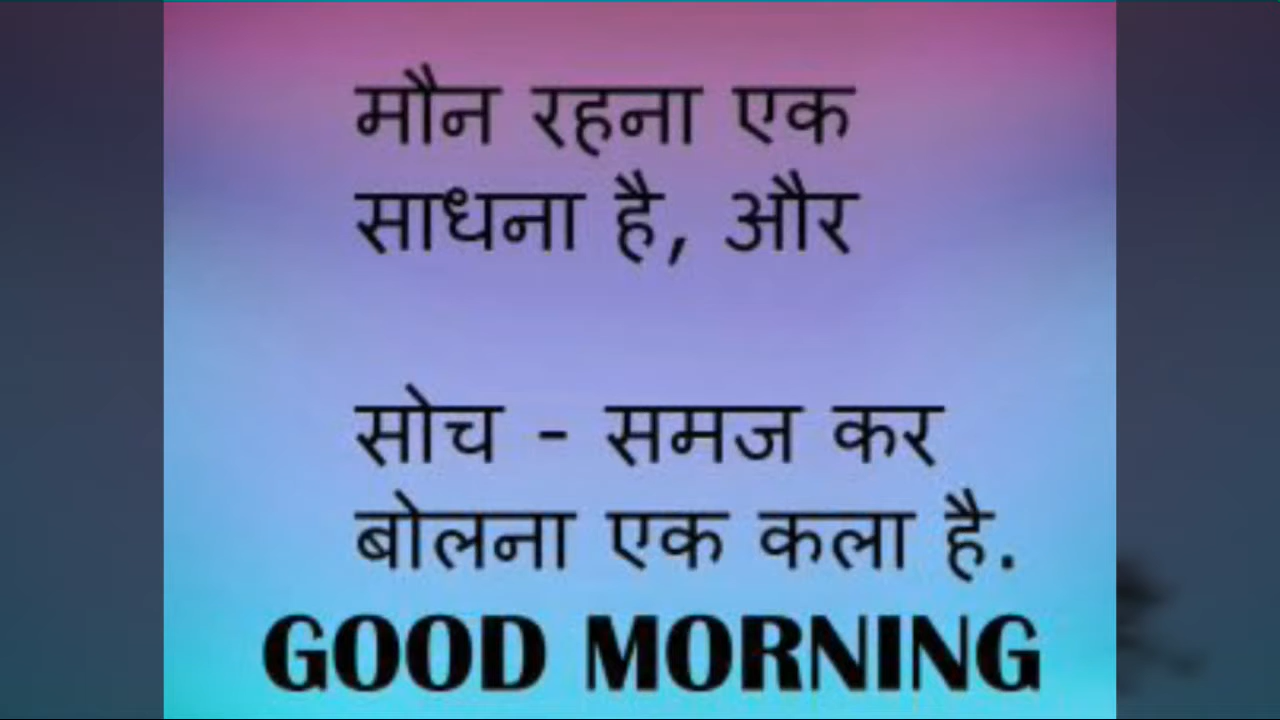 मौन रहना एक
साधना है, और
सोच - समज कर
बोलना एक कला है.
GOOD MORNING